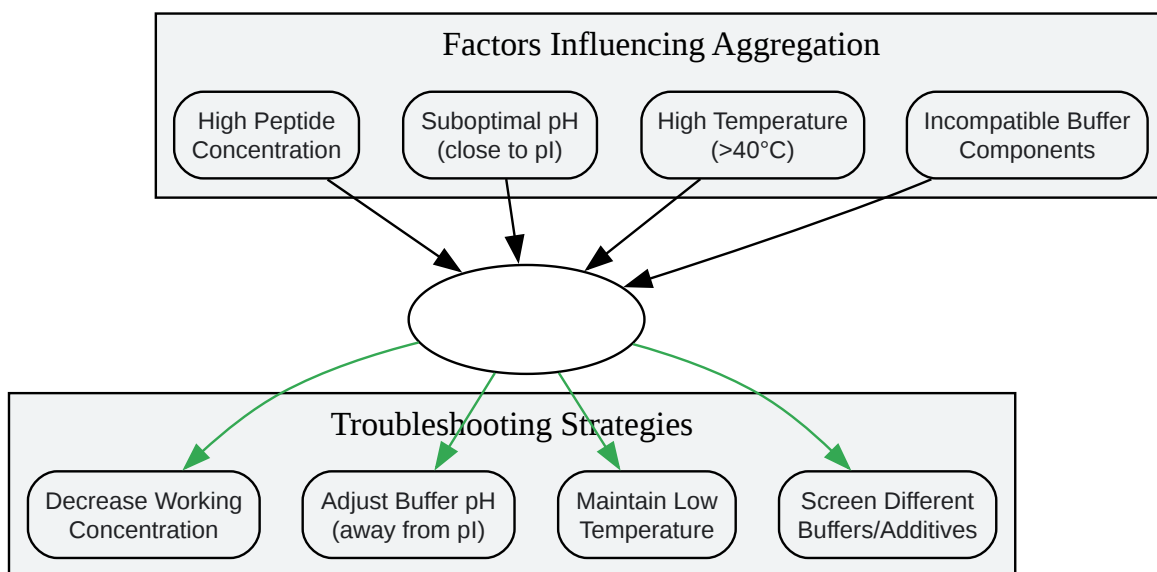 Factors Influencing Aggregation
High Peptide
Concentration
Suboptimal pH
(close to pI)
High Temperature
(>40°C)
Incompatible Buffer
Components
Troubleshooting Strategies
Decrease Working
Concentration
Adjust Buffer pH
(away from pI)
Maintain Low
Temperature
Screen Different
Buffers/Additives